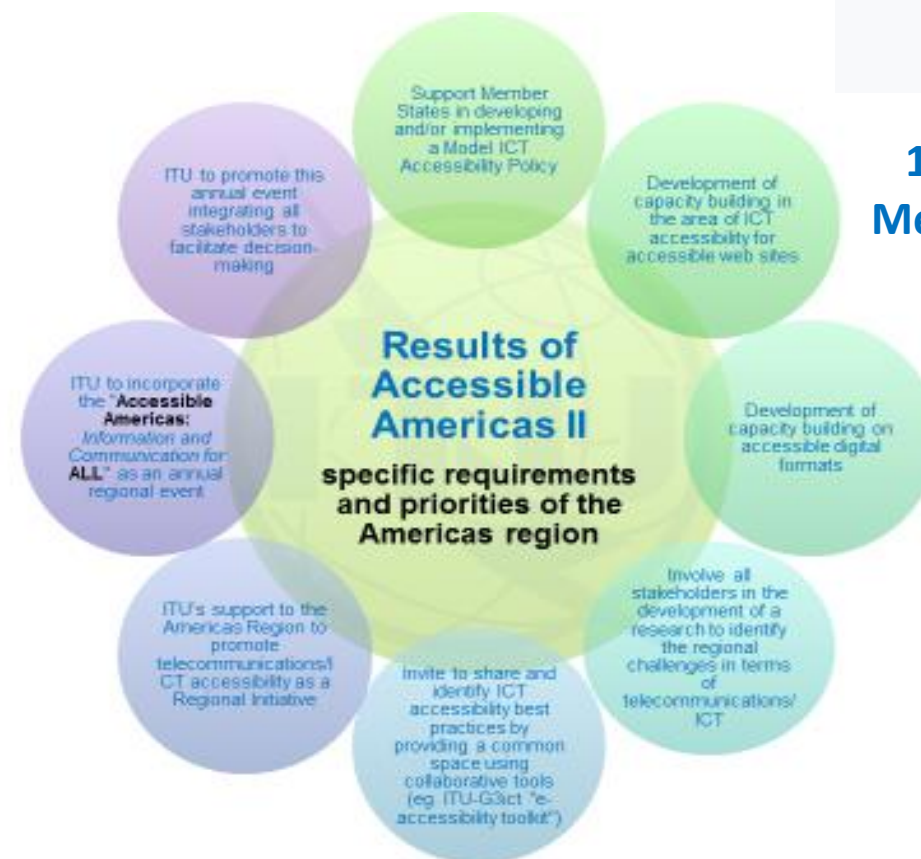 Support Member
States in developing
and/or implementing
a Model ICT
Accessibility Policy
Development of
capacity building in
the area of ICT
accessibility for
accessible web sites
Development of
capacity building on
accessible digital
formats
Involve all
stakeholders in the
development of a
research to identify
the regional
challenges in terms
of
telecommunications/
ICT
Invite to share and
identify ICT
accessibility best
practices by
providing a common
space using
collaborative tools
(eg ITU-G3ict "e-
accessibility toolkit")
ITU's support to the
Americas Region to
promote
telecommunications/I
CT accessibility as a
Regional Initiative
ITU to incorporate
the "Accessible
Americas:
Information and
Communication for
ALL" as an annual
regional event
ITU to promote this
annual event
integrating all
stakeholders to
facilitate decision-
making
Results of
Accessible
Americas II
specific requirements
and priorities of the
Americas region
1